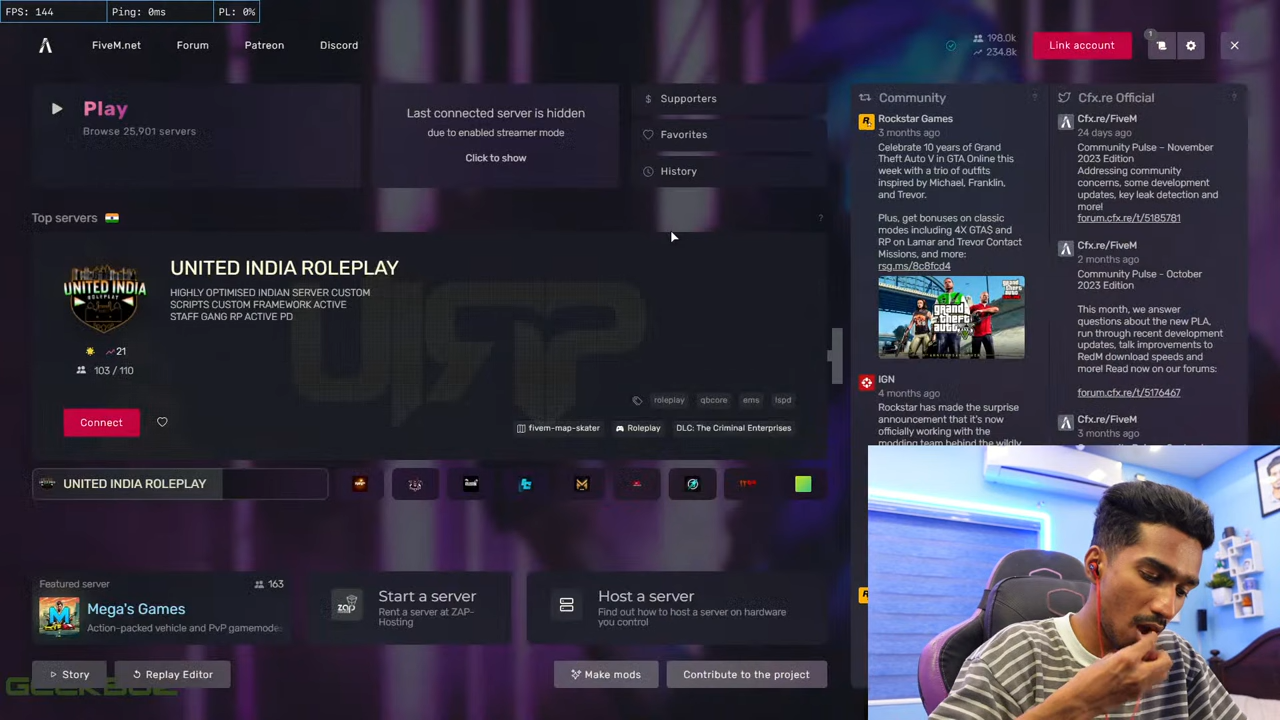 FPS: 144
Ping: 0ms
PL: 0%
FiveM.net
Forum
Patreon
Discord
198.0k
234.8k
Link account
1
Play
Browse 25,901 servers
Last connected server is hidden
due to enabled streamer mode
Click to show
$ Supporters
Favorites
History
Community
?
Rockstar Games
3 months ago
Celebrate 10 years of Grand
Theft Auto V in GTA Online this
week with a trio of outfits
inspired by Michael, Franklin,
and Trevor.
Plus, get bonuses on classic
modes including 4X GTA$ and
RP on Lamar and Trevor Contact
Missions, and more:
rsg.ms/8c8fcd4
grand
theft
auto
IGN
4 months ago
Rockstar has made the surprise
announcement that it's now
officially working with the
modding team behind the wildly
Cfx.re Official
?
Cfx.re/FiveM
24 days ago
Community Pulse – November
2023 Edition
Addressing community
concerns, some development
updates, key leak detection and
more!
forum.cfx.re/t/5185781
Cfx.re/FiveM
2 months ago
Community Pulse - October
2023 Edition
This month, we answer
questions about the new PLA,
run through recent development
updates, talk improvements to
RedM download speeds and
more! Read now on our forums:
forum.cfx.re/t/5176467
Cfx.re/FiveM
3 months ago
Top servers
?
UNITED INDIA
ROLEPLAY
UNITED INDIA ROLEPLAY
HIGHLY OPTIMISED INDIAN SERVER CUSTOM
SCRIPTS CUSTOM FRAMEWORK ACTIVE
STAFF GANG RP ACTIVE PD
21
103 / 110
Connect
roleplay
qbcore
ems
lspd
fivem-map-skater
Roleplay
DLC: The Criminal Enterprises
UNITED INDIA ROLEPLAY
Featured server
163
Mega's Games
Action-packed vehicle and PvP gamemode
zap
Start a server
Rent a server at ZAP-
Hosting
Host a server
Find out how to host a server on hardware
you control
Story
Replay Editor
Make mods
Contribute to the project